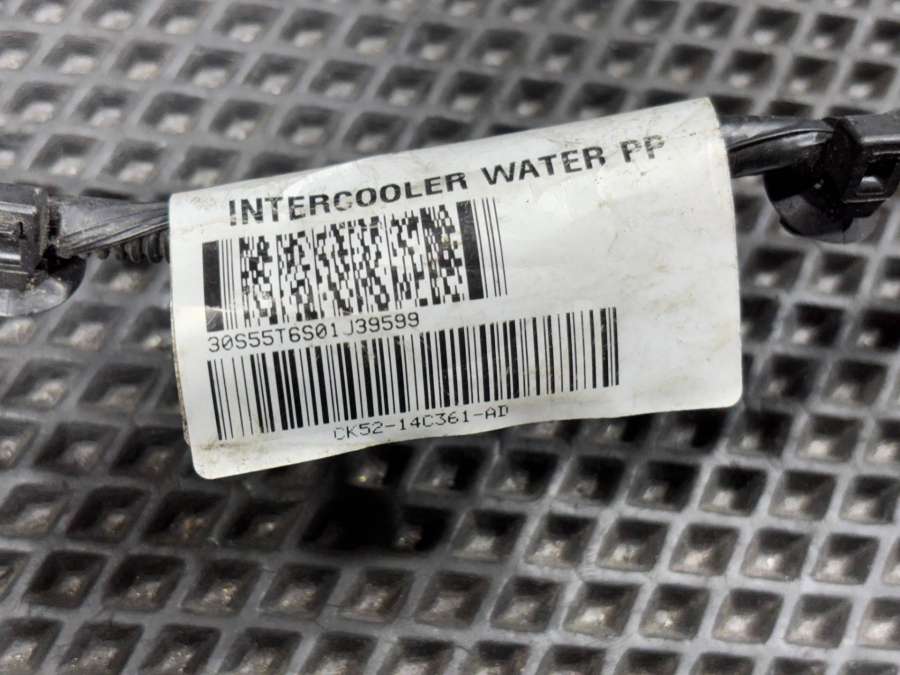 INTERCOOLER WATER PP
30S55T6S01J39599
CK52-14C361-AD